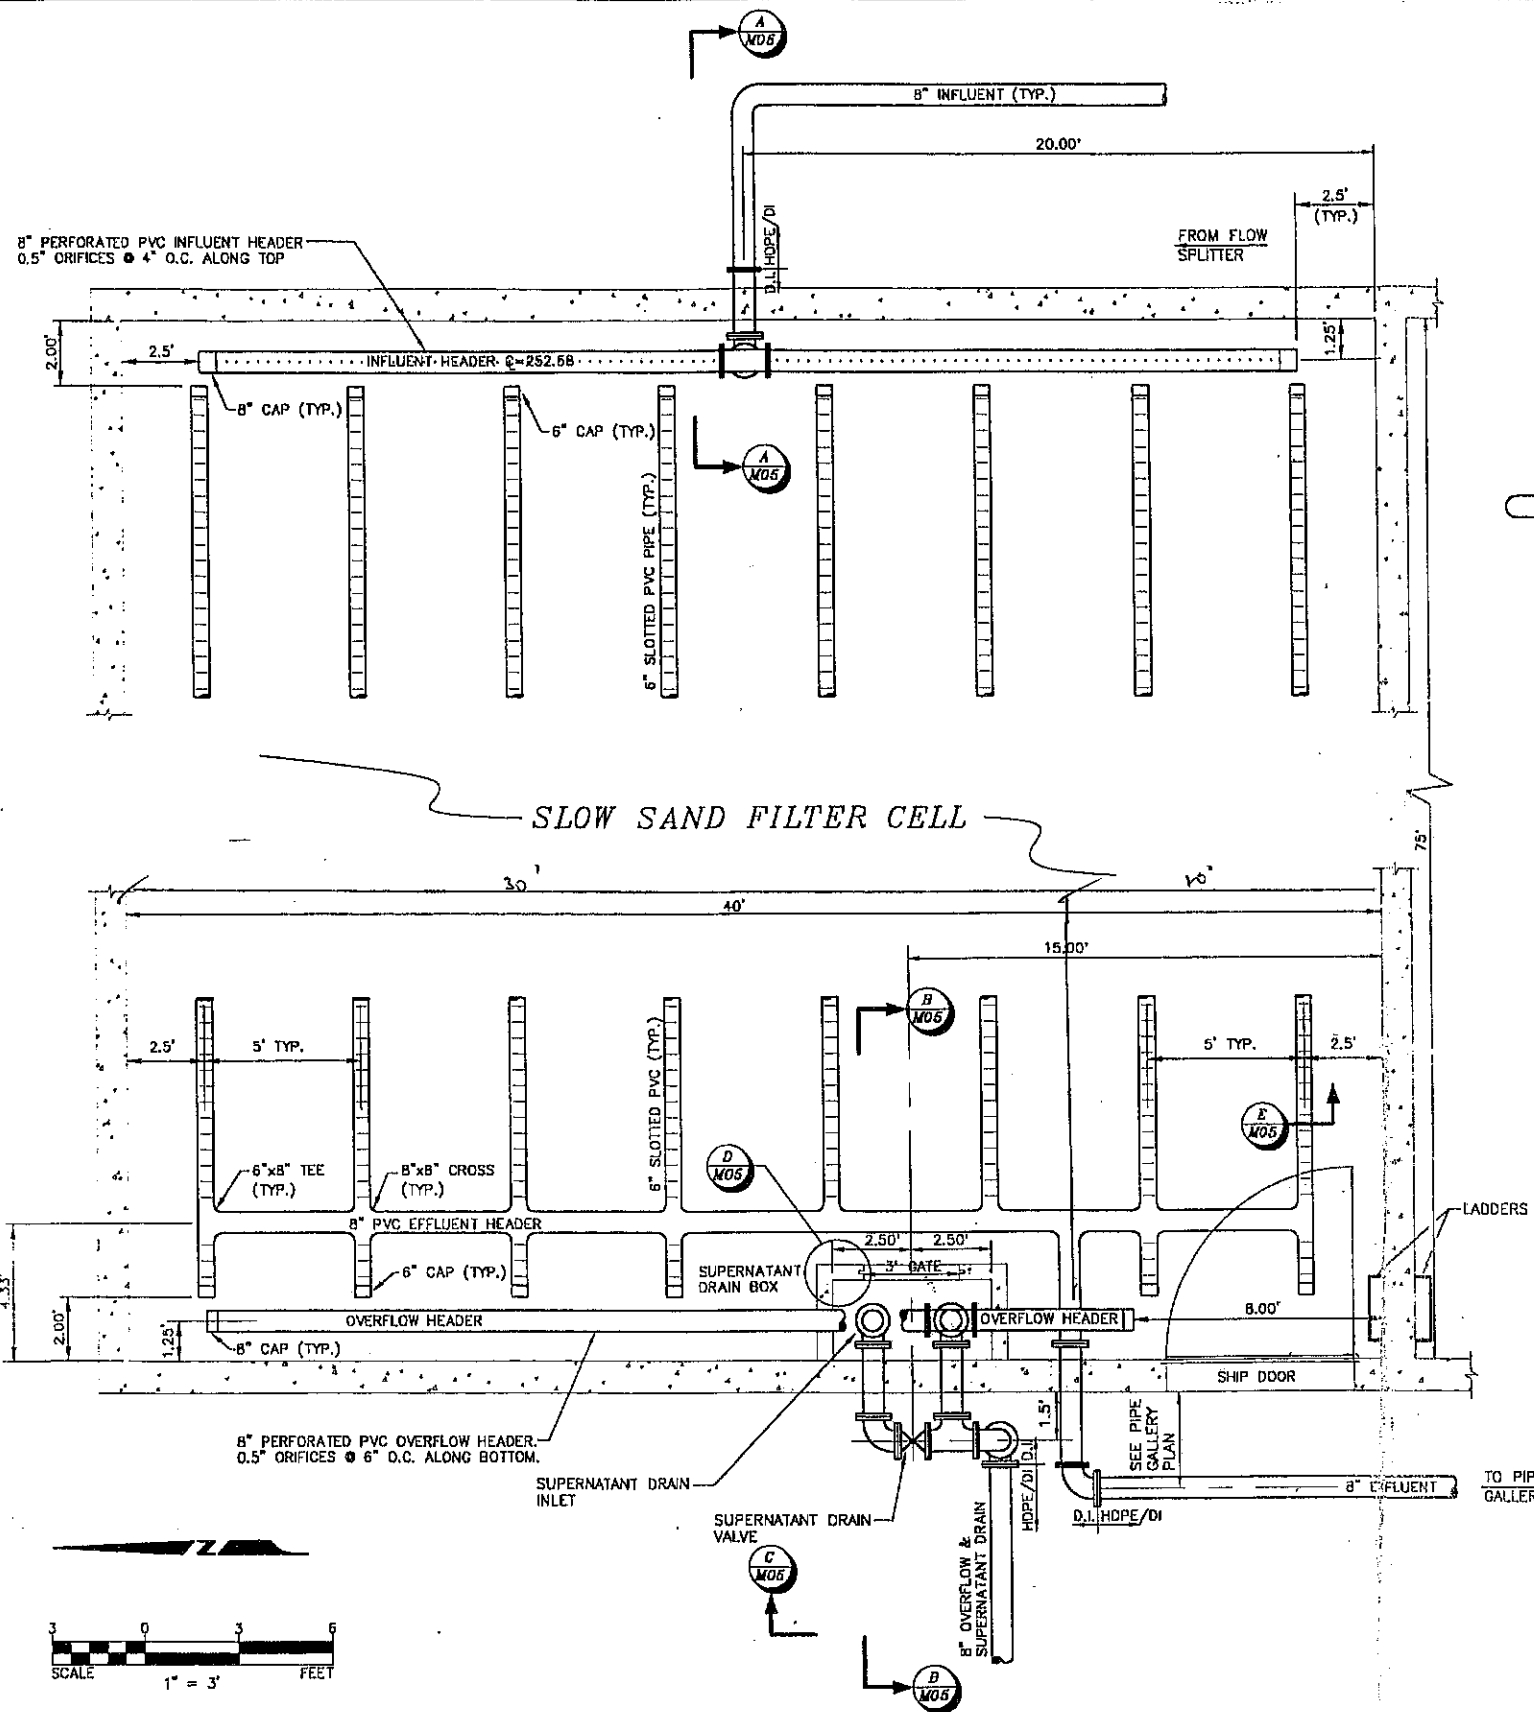 A
M06
8" INFLUENT (TYP.)
20.00'
2.5'
(TYP.)
8" PERFORATED PVC INFLUENT HEADER
0.5" ORIFICES @ 4" O.C. ALONG TOP
D.I. HDPE/DI
FROM FLOW
SPLITTER
2.00'
2.5'
INFLUENT HEADER ℄=252.58
1.25'
8" CAP (TYP.)
6" CAP (TYP.)
A
M05
6" SLOTTED PVC PIPE (TYP.)
SLOW SAND FILTER CELL
75'
30'
40'
15.00'
B
M05
2.5'
5' TYP.
6" SLOTTED PVC (TYP.)
5' TYP.
2.5'
E
M05
6"x8" TEE
(TYP.)
8"x8" CROSS
(TYP.)
D
M05
LADDERS
8" PVC EFFLUENT HEADER
2.50'
2.50'
3' GATE
SUPERNATANT
DRAIN BOX
6" CAP (TYP.)
4.33'
2.00'
1.25'
OVERFLOW HEADER
OVERFLOW HEADER
8.00'
8" CAP (TYP.)
SHIP DOOR
1.5'
SEE PIPE
GALLERY
PLAN
8" PERFORATED PVC OVERFLOW HEADER.
0.5" ORIFICES @ 6" O.C. ALONG BOTTOM.
SUPERNATANT DRAIN
INLET
HDPE/DI D.I.
8" EFFLUENT
TO PIP
GALLER
D.I. HDPE/DI
SUPERNATANT DRAIN
VALVE
8" OVERFLOW &
SUPERNATANT DRAIN
C
M05
Z
3 0 3 6
SCALE
FEET
1" = 3'
B
M05